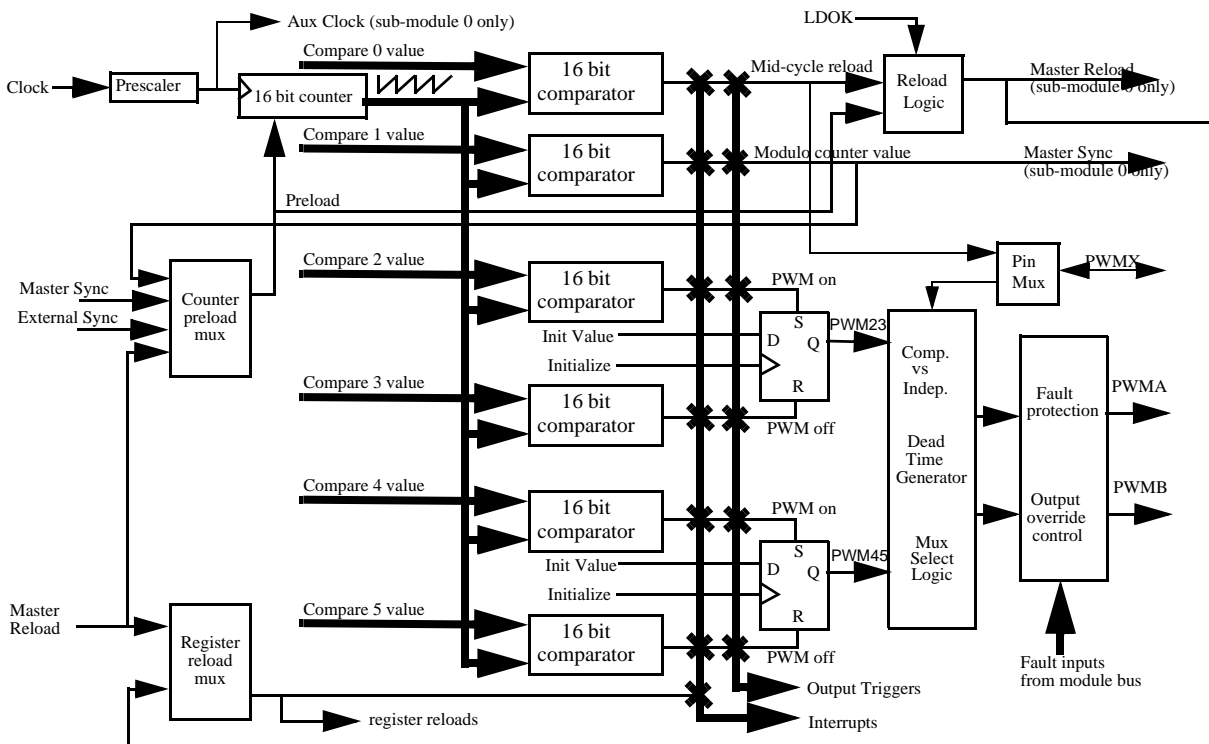 LDOK
Aux Clock (sub-module 0 only)
Compare 0 value
16 bit
comparator
Mid-cycle reload
Reload
Logic
Master Reload
(sub-module 0 only)
Clock
Prescaler
16 bit counter
Compare 1 value
16 bit
comparator
Modulo counter value
Master Sync
(sub-module 0 only)
Preload
Compare 2 value
16 bit
comparator
PWM on
Pin
Mux
PWMX
Master Sync
External Sync
Counter
preload
mux
Init Value
Initialize
S
D
Q
R
PWM23
Comp.
vs
Indep.
Dead
Time
Generator
Mux
Select
Logic
Compare 3 value
16 bit
comparator
PWM off
Fault
protection
Output
override
control
PWMA
PWMB
Compare 4 value
16 bit
comparator
PWM on
Init Value
Initialize
S
D
Q
R
PWM45
Compare 5 value
16 bit
comparator
PWM off
Master
Reload
Register
reload
mux
Fault inputs
from module bus
Output Triggers
register reloads
Interrupts